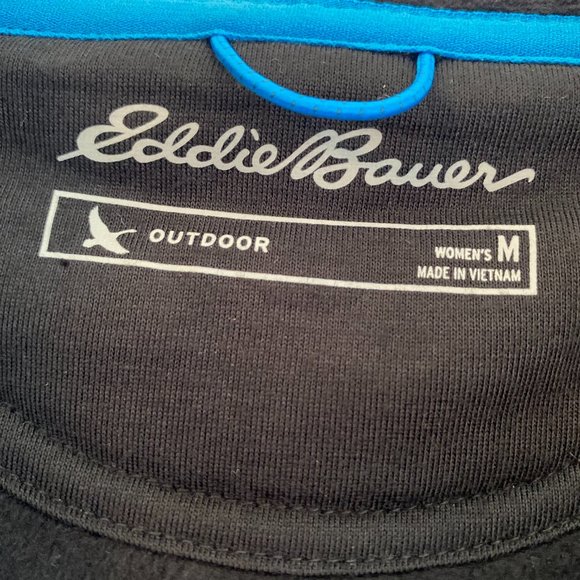 Eddie Bauer
OUTDOOR
WOMEN'S M
MADE IN VIETNAM